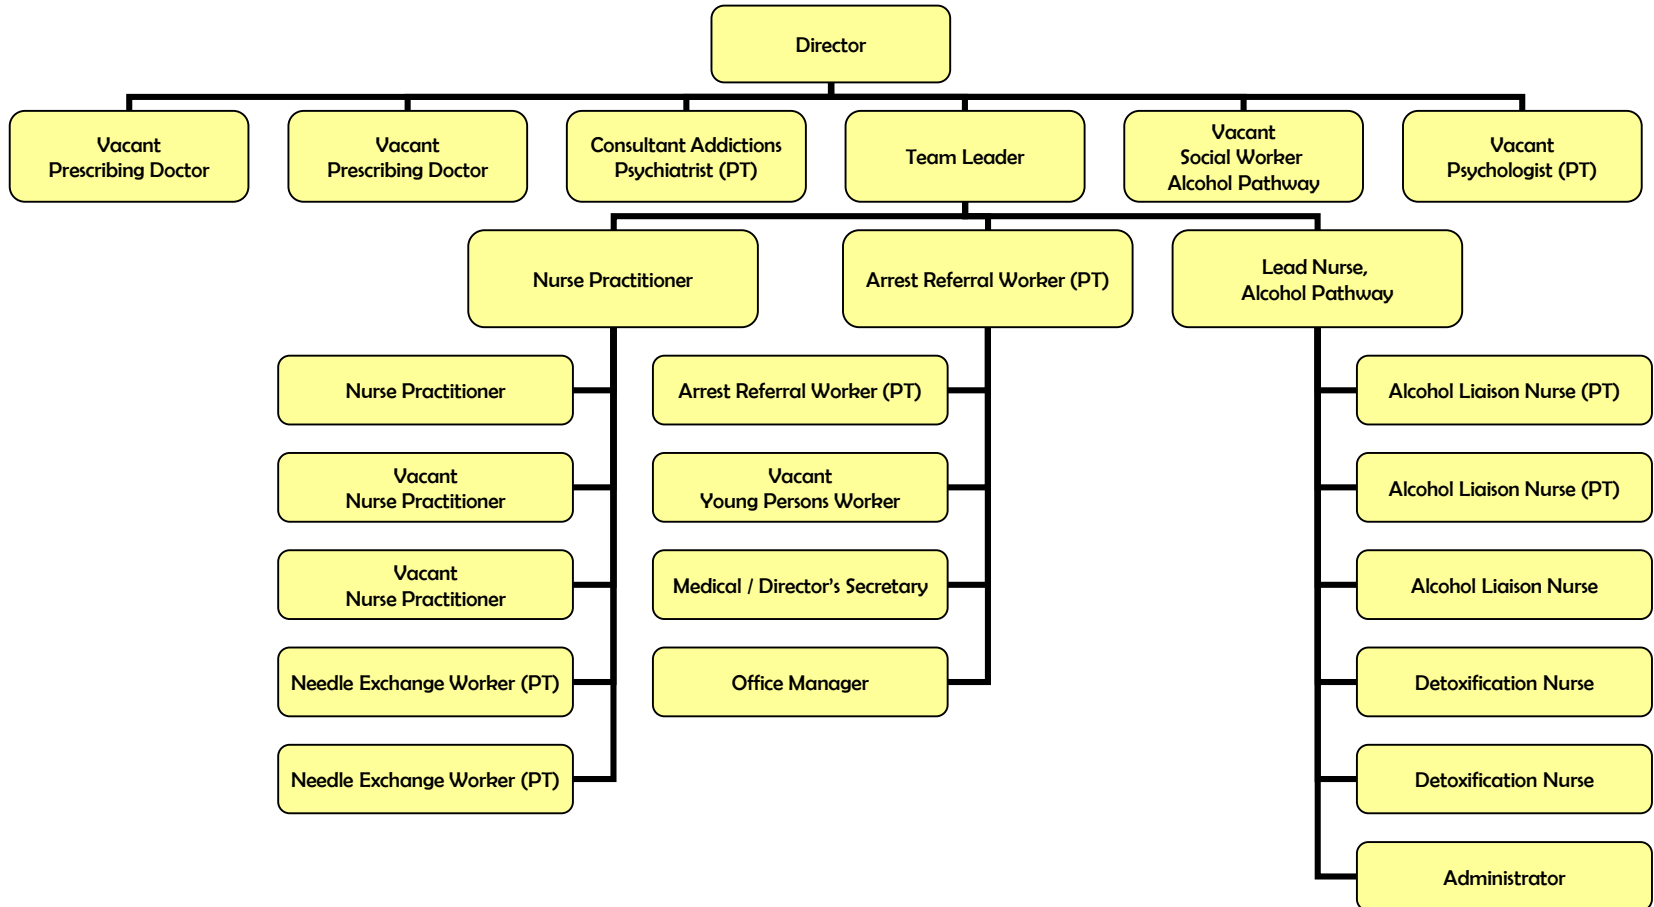 Director
Vacant
Prescribing Doctor
Vacant
Prescribing Doctor
Consultant Addictions
Psychiatrist (PT)
Team Leader
Vacant
Social Worker
Alcohol Pathway
Vacant
Psychologist (PT)
Nurse Practitioner
Arrest Referral Worker (PT)
Lead Nurse,
Alcohol Pathway
Nurse Practitioner
Vacant
Nurse Practitioner
Vacant
Nurse Practitioner
Needle Exchange Worker (PT)
Needle Exchange Worker (PT)
Arrest Referral Worker (PT)
Vacant
Young Persons Worker
Medical / Director’s Secretary
Office Manager
Alcohol Liaison Nurse (PT)
Alcohol Liaison Nurse (PT)
Alcohol Liaison Nurse
Detoxification Nurse
Detoxification Nurse
Administrator